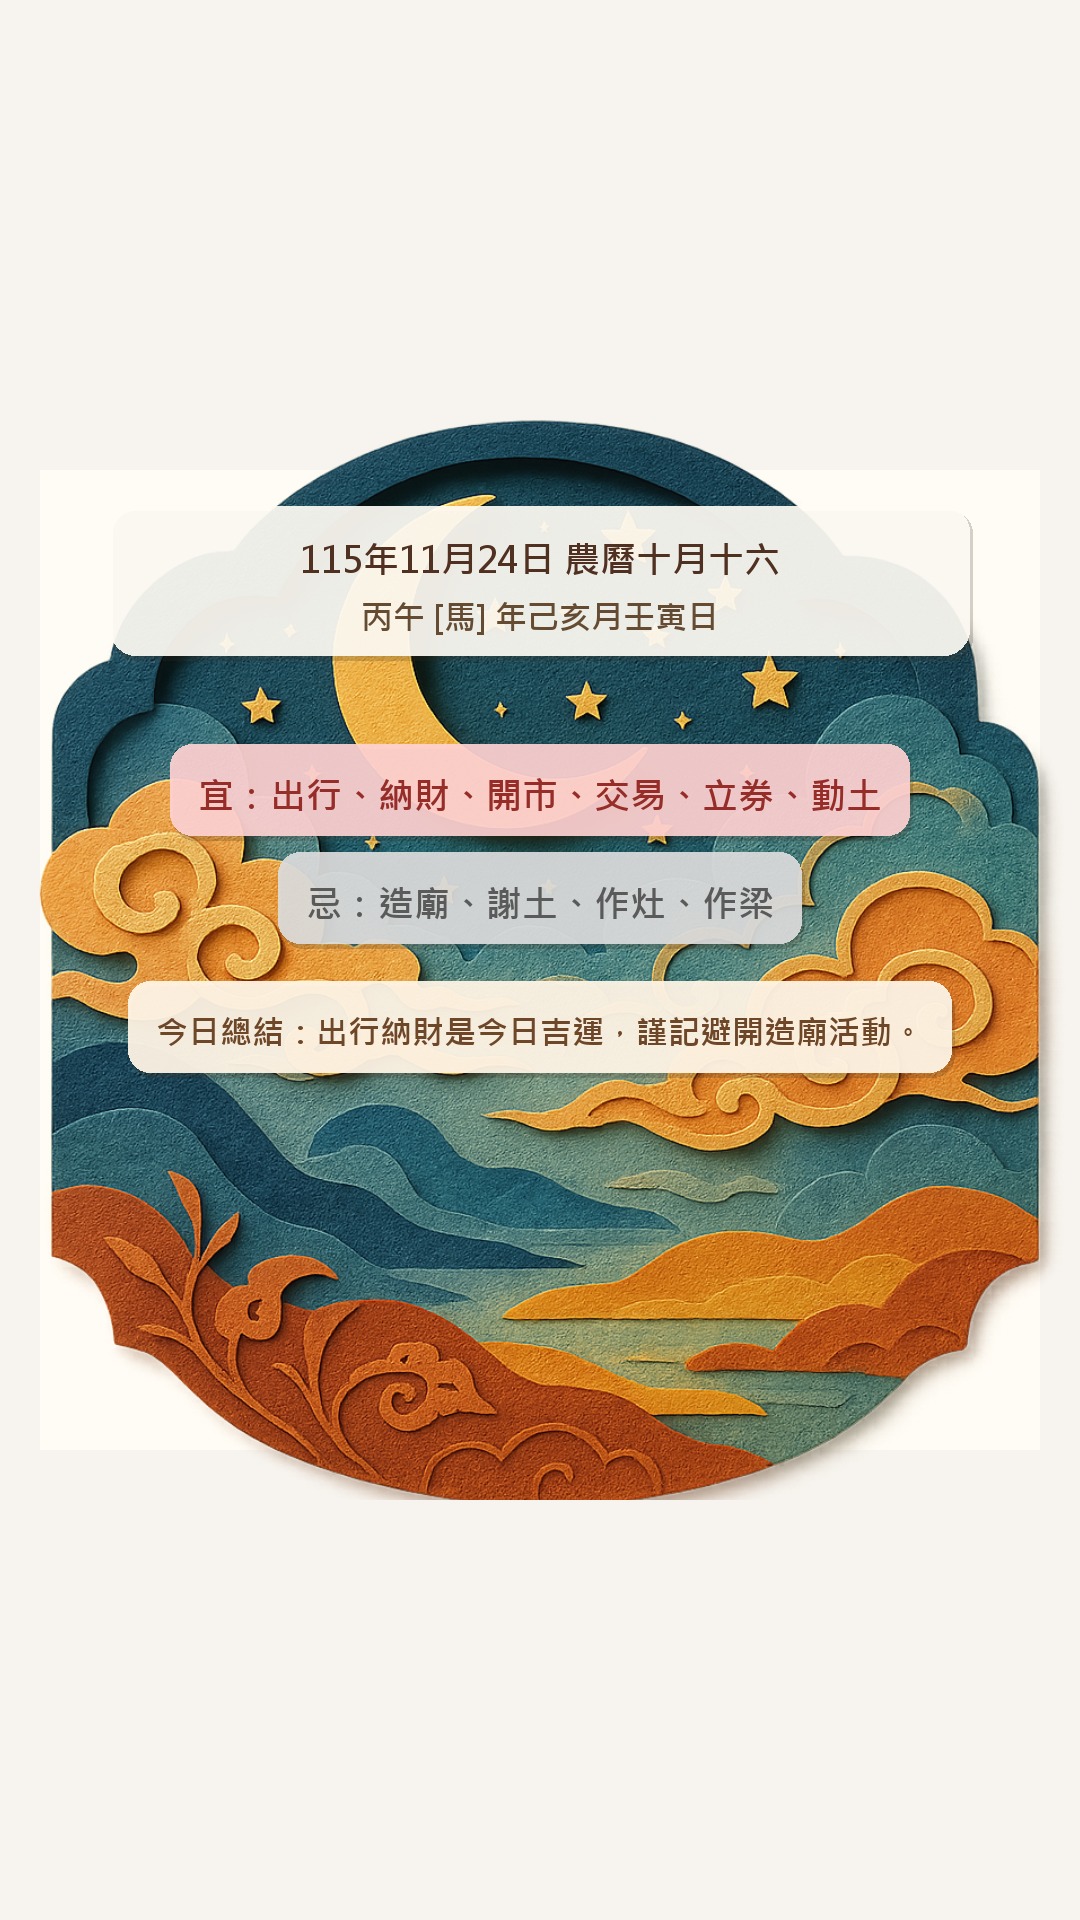 115年11月24日 農曆十月十六
丙午 [馬] 年己亥月壬寅日
宜：出行、納財、開市、交易、立券、動土
忌：造廟、謝土、作灶、作梁
今日總結：出行納財是今日吉運，謹記避開造廟活動。